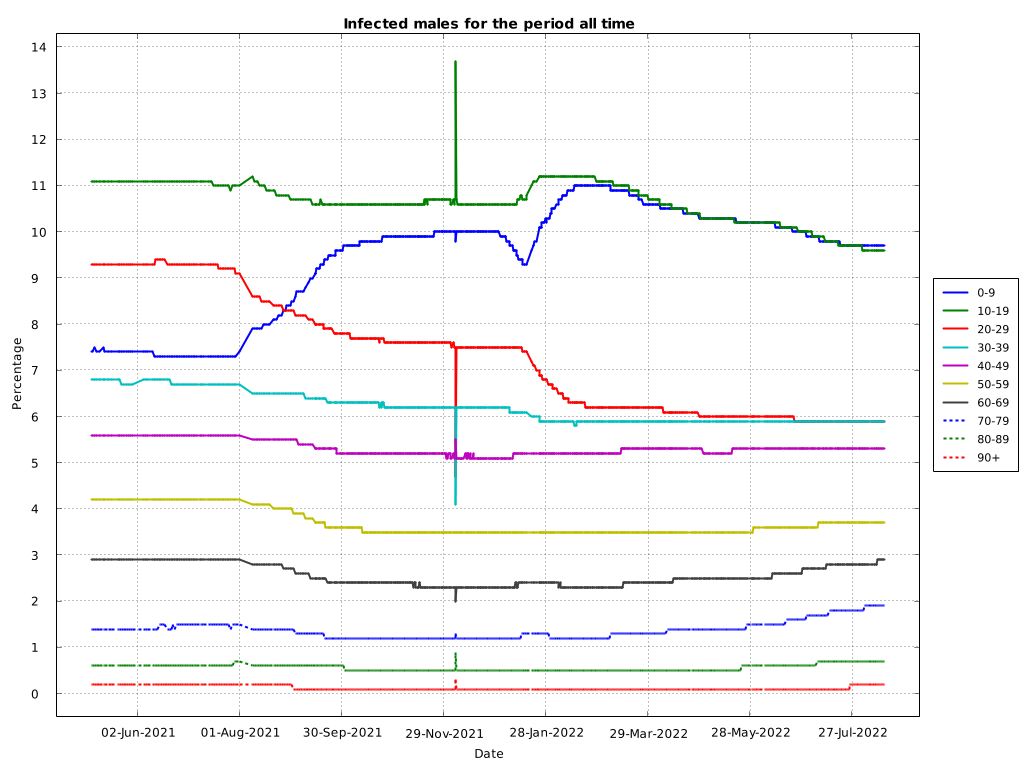 Infected males for the period all time
14
13
12
11
10
9
8
7
6
5
4
3
2
1
0
Percentage
02-Jun-2021
01-Aug-2021
30-Sep-2021
29-Nov-2021
28-Jan-2022
29-Mar-2022
28-May-2022
27-Jul-2022
Date
0-9
10-19
20-29
30-39
40-49
50-59
60-69
70-79
80-89
90+